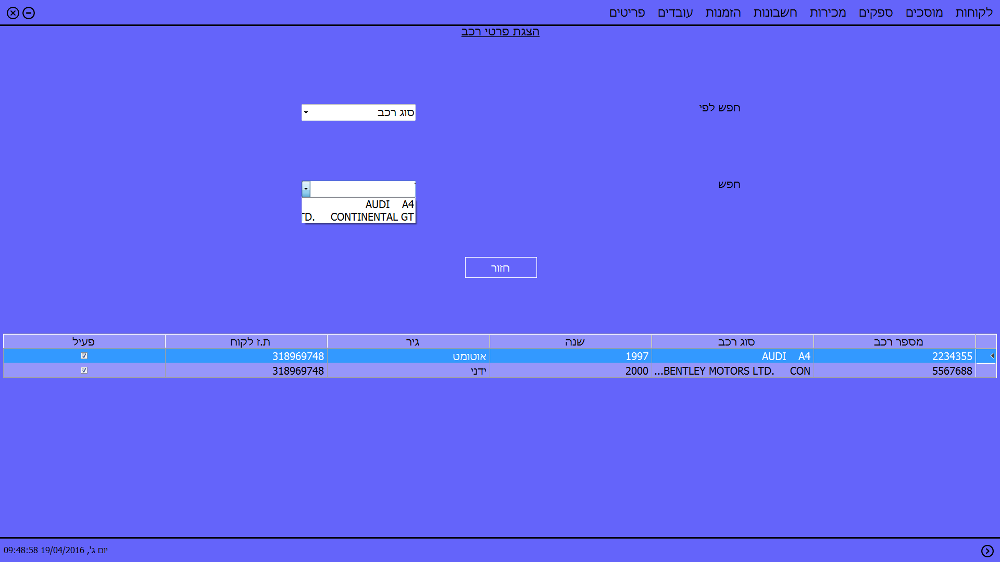 לקוחות מוסכים ספקים מכירות חשבונות הזמנות עובדים פריטים
הצגת פרטי רכב
חפש לפי
סוג רכב
חפש
AUDI A4
CONTINENTAL GT
חזור
מספר רכב סוג רכב שנה גיר ת.ז לקוח פעיל
2234355 AUDI A4 1997 אוטומט 318969748
5567688 BENTLEY MOTORS LTD. CON... 2000 ידני 318969748
יום ג', 19/04/2016 09:48:58